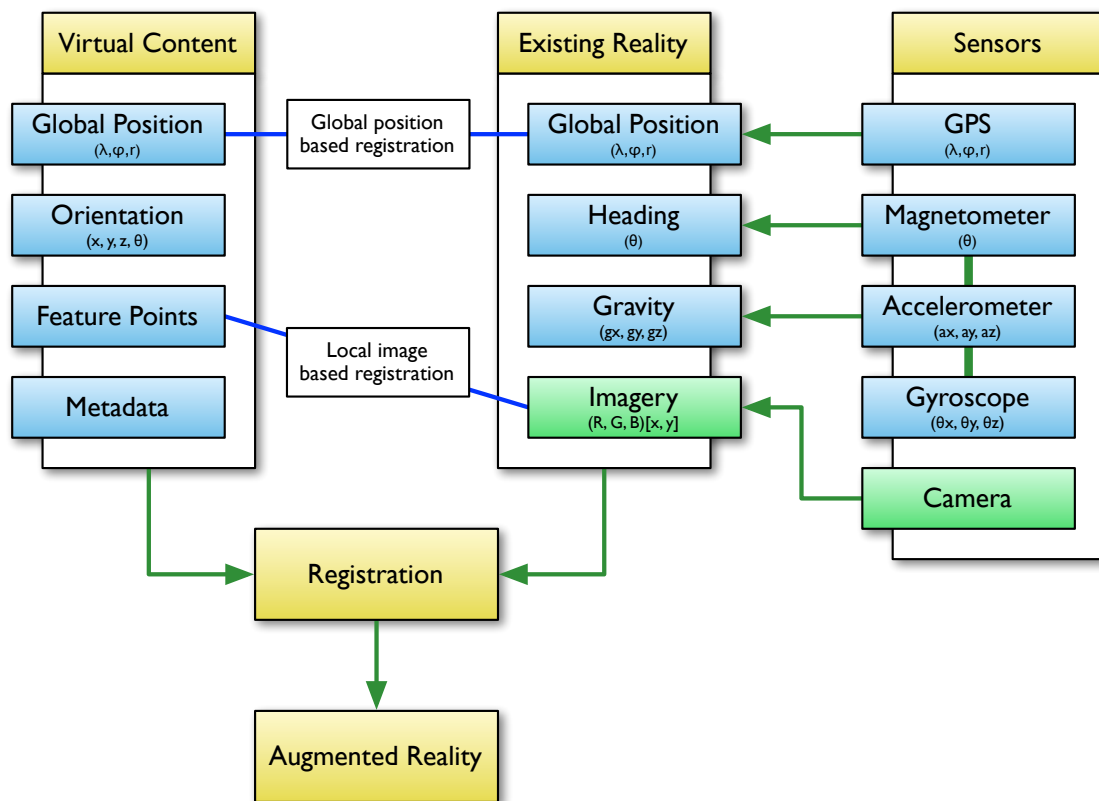 Virtual Content
Existing Reality
Sensors
Global Position
(λ,φ,r)
Global position
based registration
Global Position
(λ,φ,r)
GPS
(λ,φ,r)
Orientation
(x, y, z, θ)
Heading
(θ)
Magnetometer
(θ)
Feature Points
Gravity
(gx, gy, gz)
Accelerometer
(ax, ay, az)
Local image
based registration
Metadata
Imagery
(R, G, B)[x, y]
Gyroscope
(θx, θy, θz)
Camera
Registration
Augmented Reality